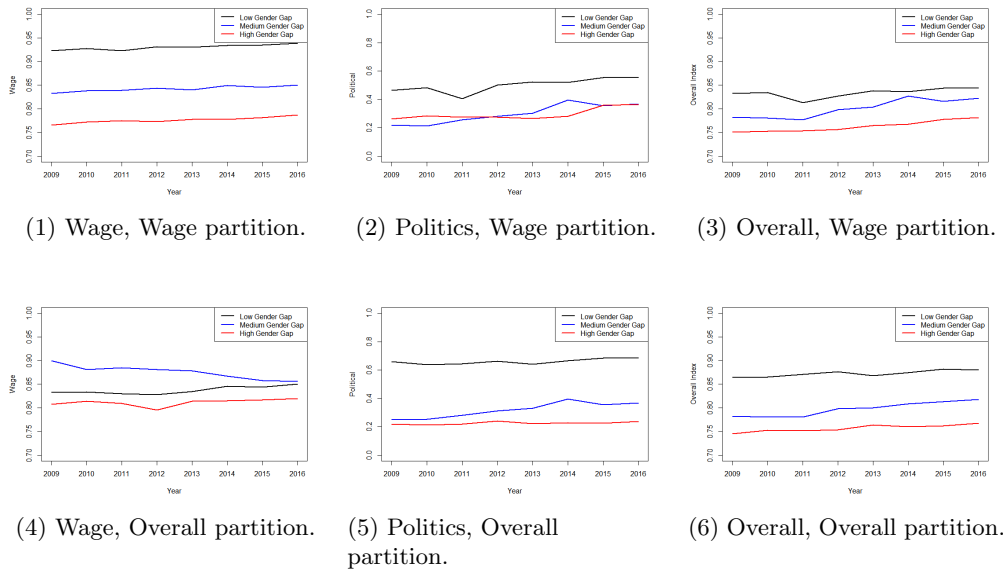 Low Gender Gap
Medium Gender Gap
High Gender Gap
Wage
0.70 0.75 0.80 0.85 0.90 0.95 1.00
2009 2010 2011 2012 2013 2014 2015 2016
Year
(1) Wage, Wage partition.
Low Gender Gap
Medium Gender Gap
High Gender Gap
Political
0.0 0.2 0.4 0.6 0.8 1.0
2009 2010 2011 2012 2013 2014 2015 2016
Year
(2) Politics, Wage partition.
Low Gender Gap
Medium Gender Gap
High Gender Gap
Overall Index
0.70 0.75 0.80 0.85 0.90 0.95 1.00
2009 2010 2011 2012 2013 2014 2015 2016
Year
(3) Overall, Wage partition.
Low Gender Gap
Medium Gender Gap
High Gender Gap
Wage
0.70 0.75 0.80 0.85 0.90 0.95 1.00
2009 2010 2011 2012 2013 2014 2015 2016
Year
(4) Wage, Overall partition.
Low Gender Gap
Medium Gender Gap
High Gender Gap
Political
0.0 0.2 0.4 0.6 0.8 1.0
2009 2010 2011 2012 2013 2014 2015 2016
Year
(5) Politics, Overall
partition.
Low Gender Gap
Medium Gender Gap
High Gender Gap
Overall Index
0.70 0.75 0.80 0.85 0.90 0.95 1.00
2009 2010 2011 2012 2013 2014 2015 2016
Year
(6) Overall, Overall partition.